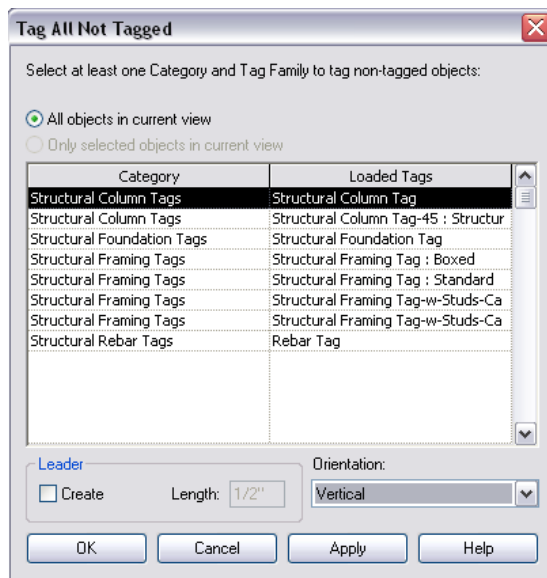 Tag All Not Tagged
Select at least one Category and Tag Family to tag non-tagged objects:
All objects in current view
Only selected objects in current view
Category Loaded Tags
Structural Column Tags Structural Column Tag
Structural Column Tags Structural Column Tag-45 : Structur
Structural Foundation Tags Structural Foundation Tag
Structural Framing Tags Structural Framing Tag : Boxed
Structural Framing Tags Structural Framing Tag : Standard
Structural Framing Tags Structural Framing Tag-w-Studs-Ca
Structural Framing Tags Structural Framing Tag-w-Studs-Ca
Structural Rebar Tags Rebar Tag
Leader Orientation:
Create Length: 1/2" Vertical
OK Cancel Apply Help